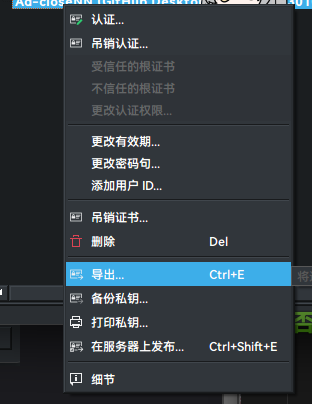 Ad-closeNN (GitHub Desktop
认证...
吊销认证...
受信任的根证书
不信任的根证书
更改认证权限...
更改有效期...
更改密码句...
添加用户 ID...
吊销证书...
删除 Del
导出... Ctrl+E
备份私钥...
打印私钥...
在服务器上发布... Ctrl+Shift+E
细节
将
否